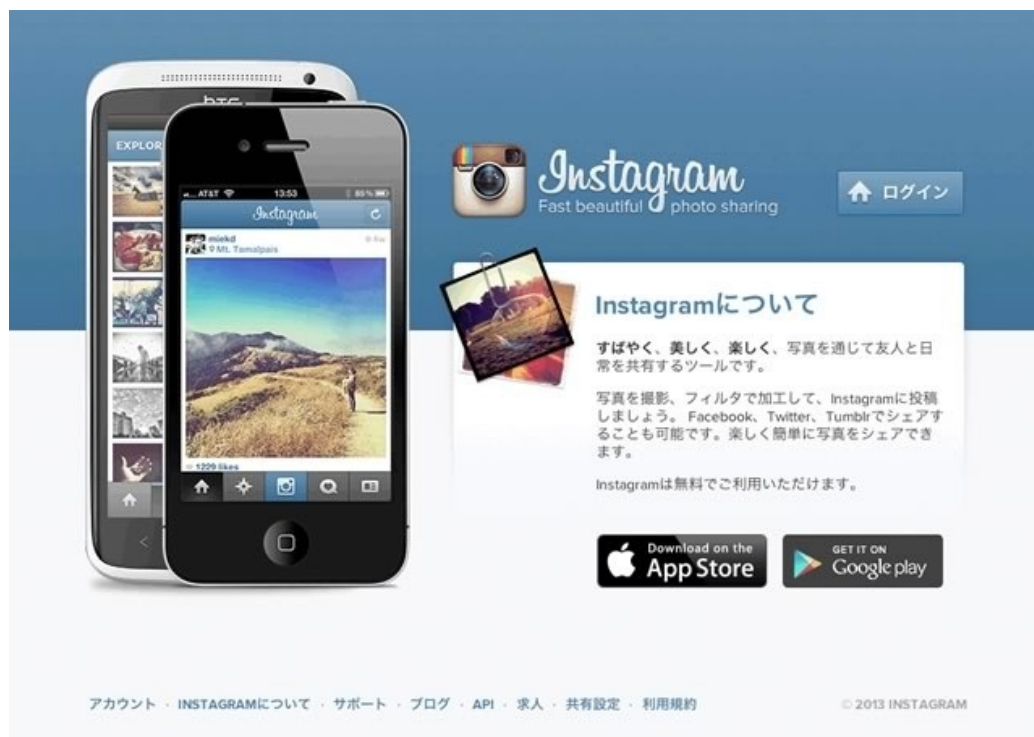 hTC
EXPLOR
AT&T 13:53 85%
Instagram
miekd
Mt. Tamalpais
1229 likes
Instagram
Fast beautiful photo sharing
ログイン
Instagramについて
すばやく、美しく、楽しく、写真を通じて友人と日
常を共有するツールです。
写真を撮影、フィルタで加工して、Instagramに投稿
しましょう。 Facebook、Twitter、Tumblrでシェアす
ることも可能です。楽しく簡単に写真をシェアでき
ます。
Instagramは無料でご利用いただけます。
Download on the
App Store
GET IT ON
Google play
アカウント · INSTAGRAMについて · サポート · ブログ · API · 求人 · 共有設定 · 利用規約
© 2013 INSTAGRAM